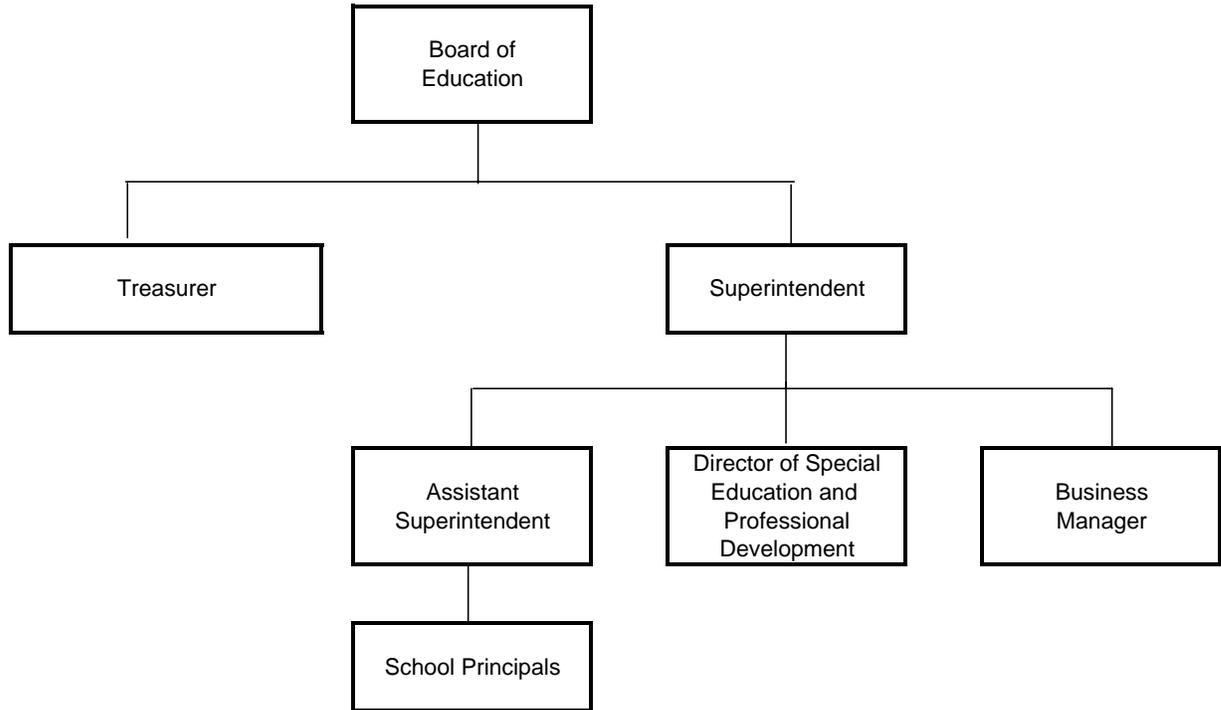 Board of
Education
Treasurer
Superintendent
Assistant
Superintendent
Director of Special
Education and
Professional
Development
Business
Manager
School Principals